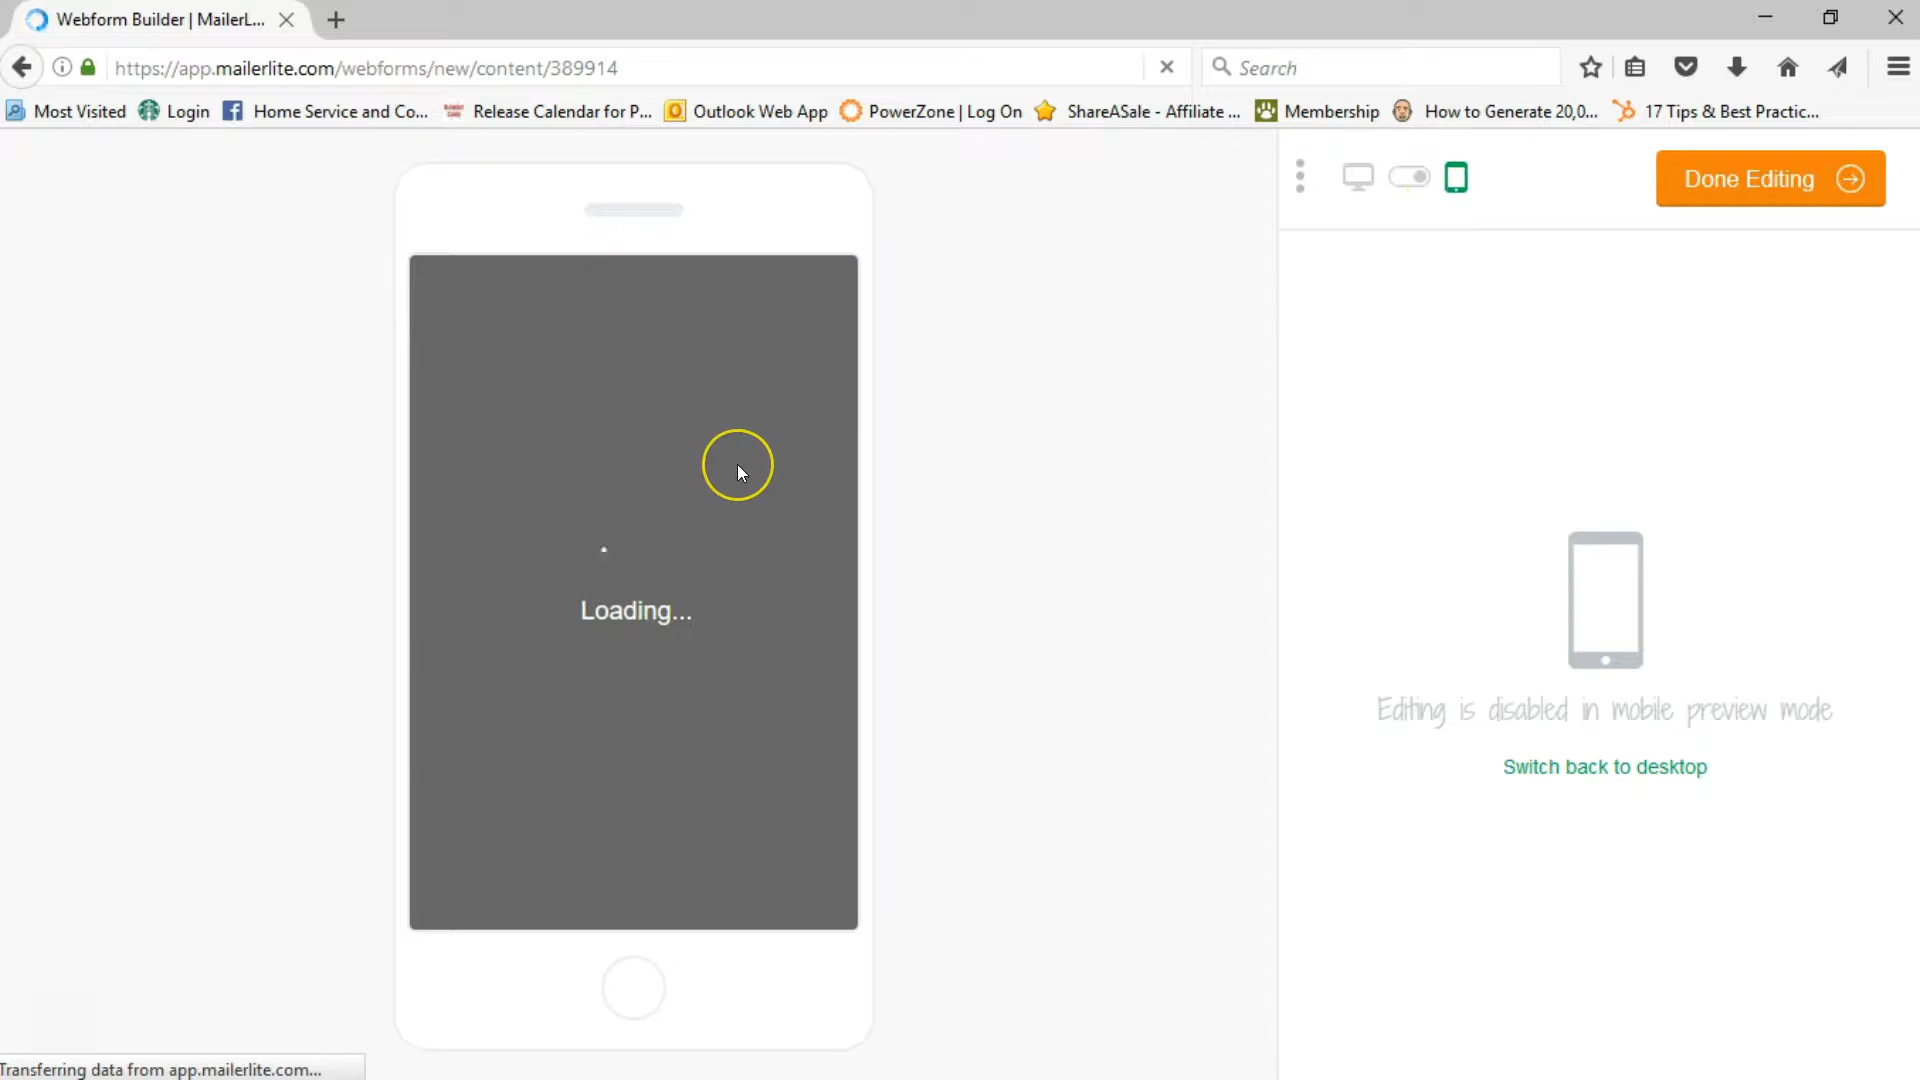 Webform Builder | MailerL...
https://app.mailerlite.com/webforms/new/content/389914
Search
Most Visited
Login
Home Service and Co...
Release Calendar for P...
Outlook Web App
PowerZone | Log On
ShareASale - Affiliate ...
Membership
How to Generate 20,0...
17 Tips & Best Practic...
Done Editing
Loading...
Editing is disabled in mobile preview mode
Switch back to desktop
Transferring data from app.mailerlite.com...